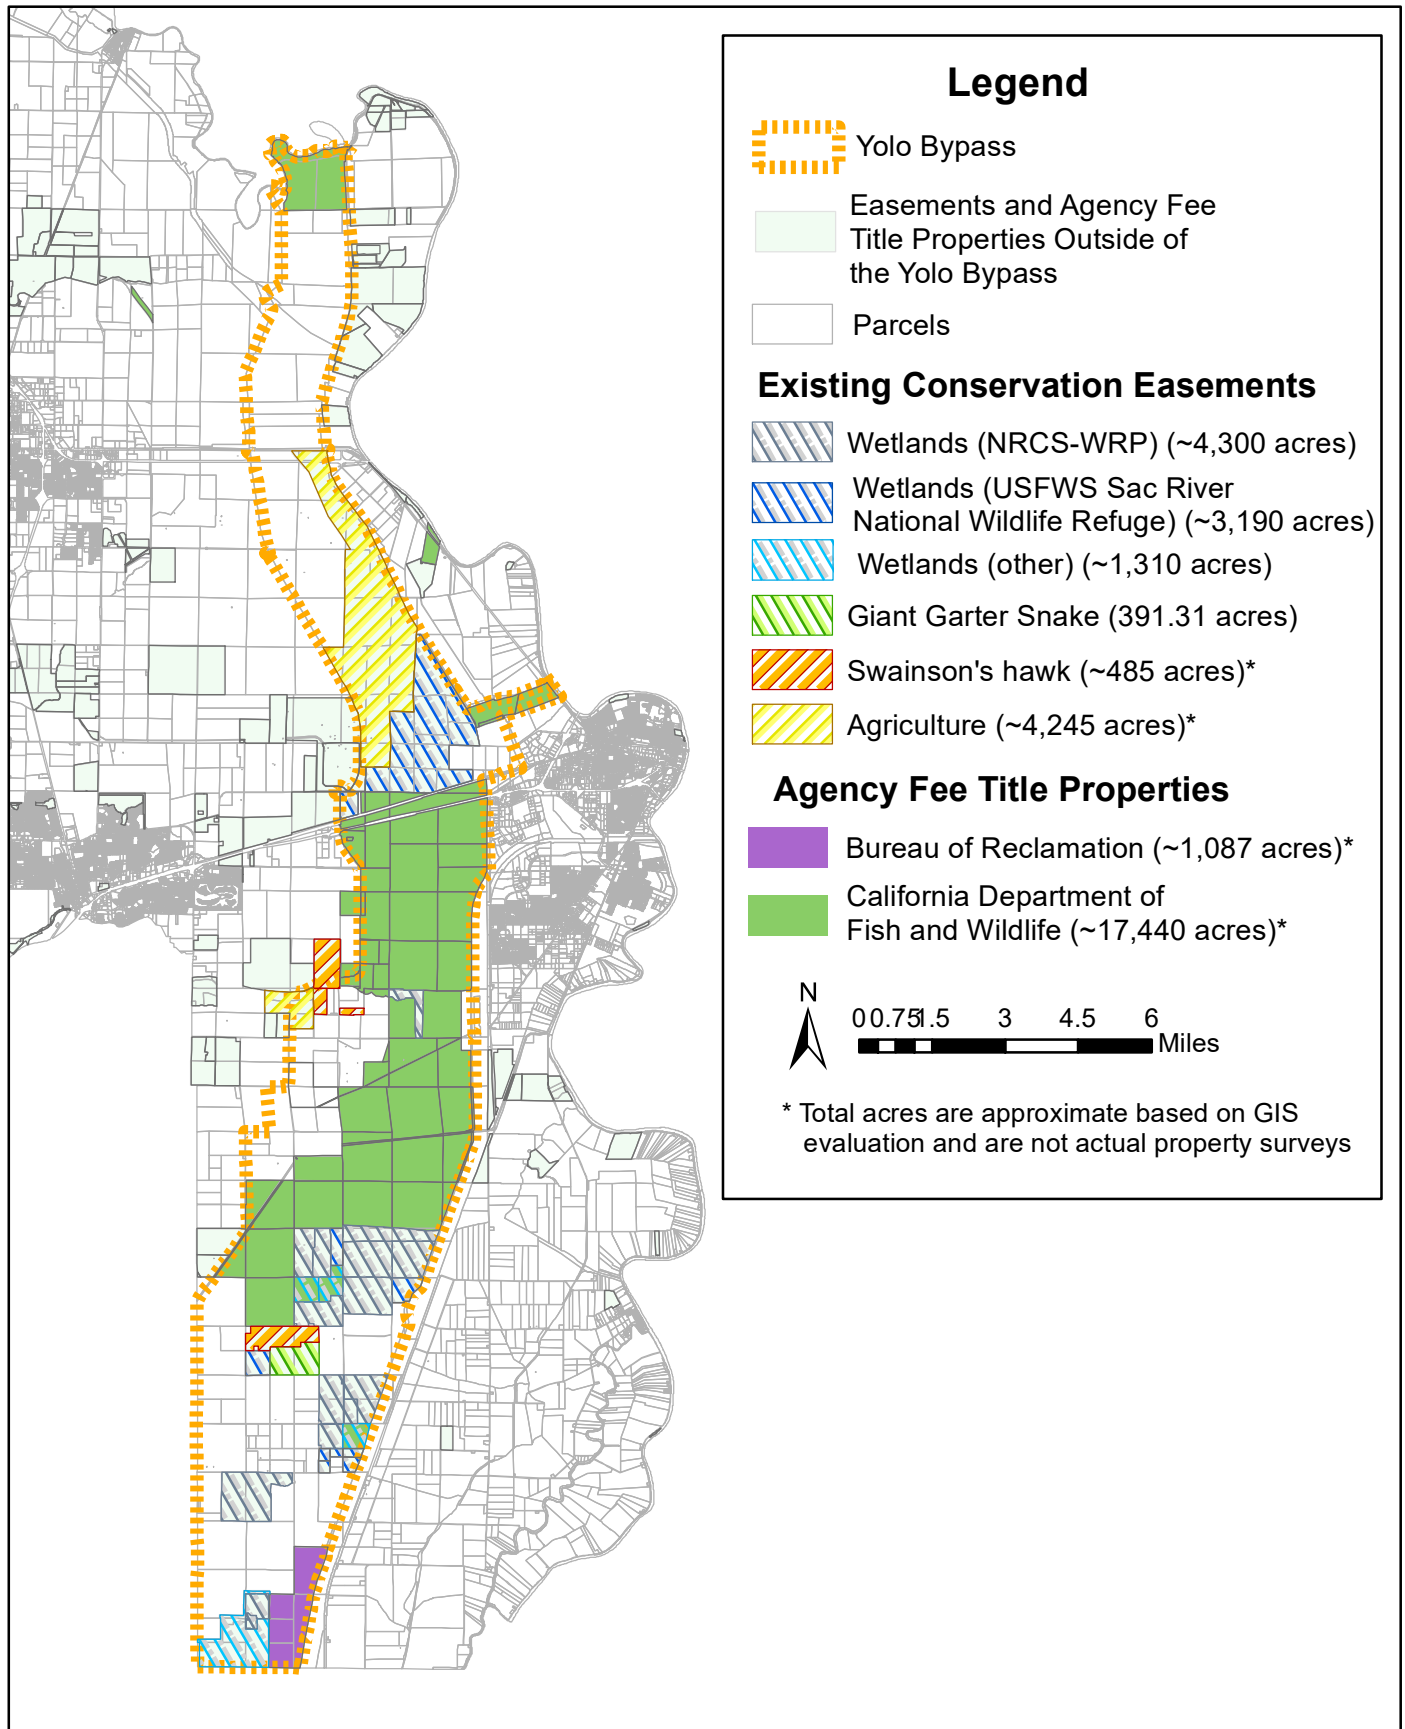 Legend
Yolo Bypass
Easements and Agency Fee
Title Properties Outside of
the Yolo Bypass
Parcels
Existing Conservation Easements
Wetlands (NRCS-WRP) (~4,300 acres)
Wetlands (USFWS Sac River
National Wildlife Refuge) (~3,190 acres)
Wetlands (other) (~1,310 acres)
Giant Garter Snake (391.31 acres)
Swainson's hawk (~485 acres)*
Agriculture (~4,245 acres)*
Agency Fee Title Properties
Bureau of Reclamation (~1,087 acres)*
California Department of
Fish and Wildlife (~17,440 acres)*
N
0 0.75 1.5 3 4.5 6
Miles
* Total acres are approximate based on GIS
evaluation and are not actual property surveys